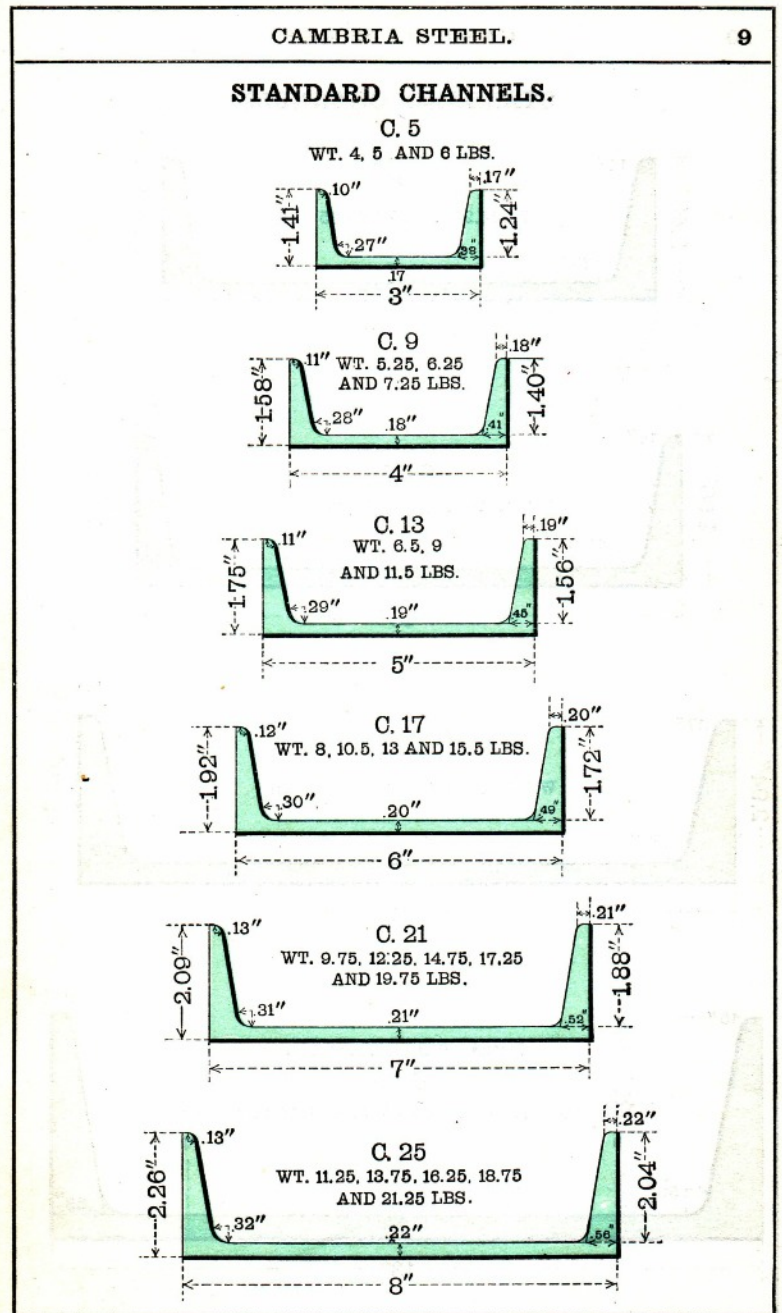 CAMBRIA STEEL. 9
STANDARD CHANNELS.
C. 5
WT. 4, 5 AND 6 LBS.
.17″
.10″
1.41″
1.24″
.27″
.38″
.17
3″
C. 9
.18″
.11″
WT. 5.25, 6.25
AND 7.25 LBS.
1.58″
1.40″
.28″
.18″
.41″
4″
C. 13
.19″
.11″
WT. 6.5, 9
AND 11.5 LBS.
1.75″
1.56″
.29″
.19″
.45″
5″
C. 17
.20″
.12″
WT. 8, 10.5, 13 AND 15.5 LBS.
1.92″
1.72″
.30″
.20″
.49″
6″
C. 21
.21″
.13″
WT. 9.75, 12.25, 14.75, 17.25
AND 19.75 LBS.
2.09″
1.88″
.31″
.21″
.52″
7″
C. 25
.22″
.13″
WT. 11.25, 13.75, 16.25, 18.75
AND 21.25 LBS.
2.26″
2.04″
.32″
.22″
.56″
8″